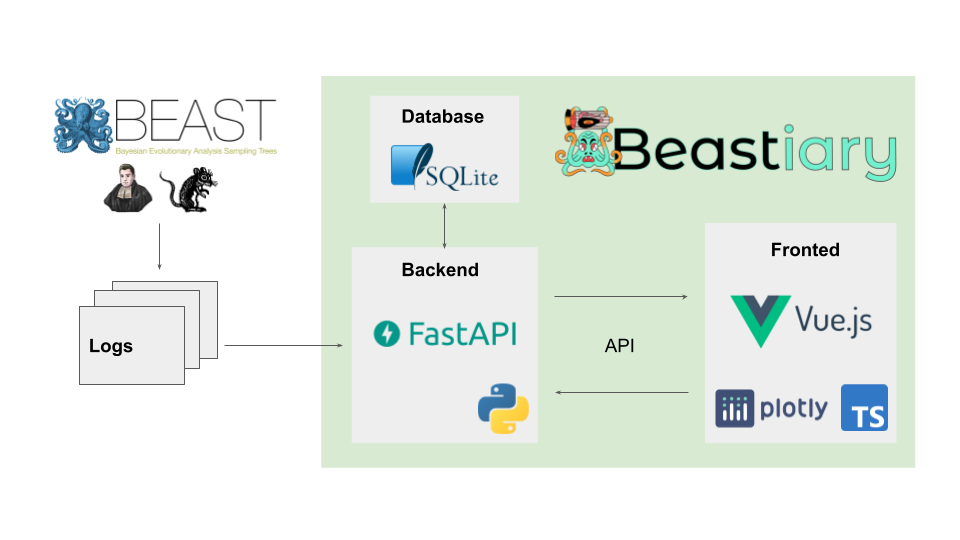 BEAST
Bayesian Evolutionary Analysis Sampling Trees
Logs
Database
SQLite
Beastiary
Backend
FastAPI
API
Fronted
Vue.js
plotly
TS